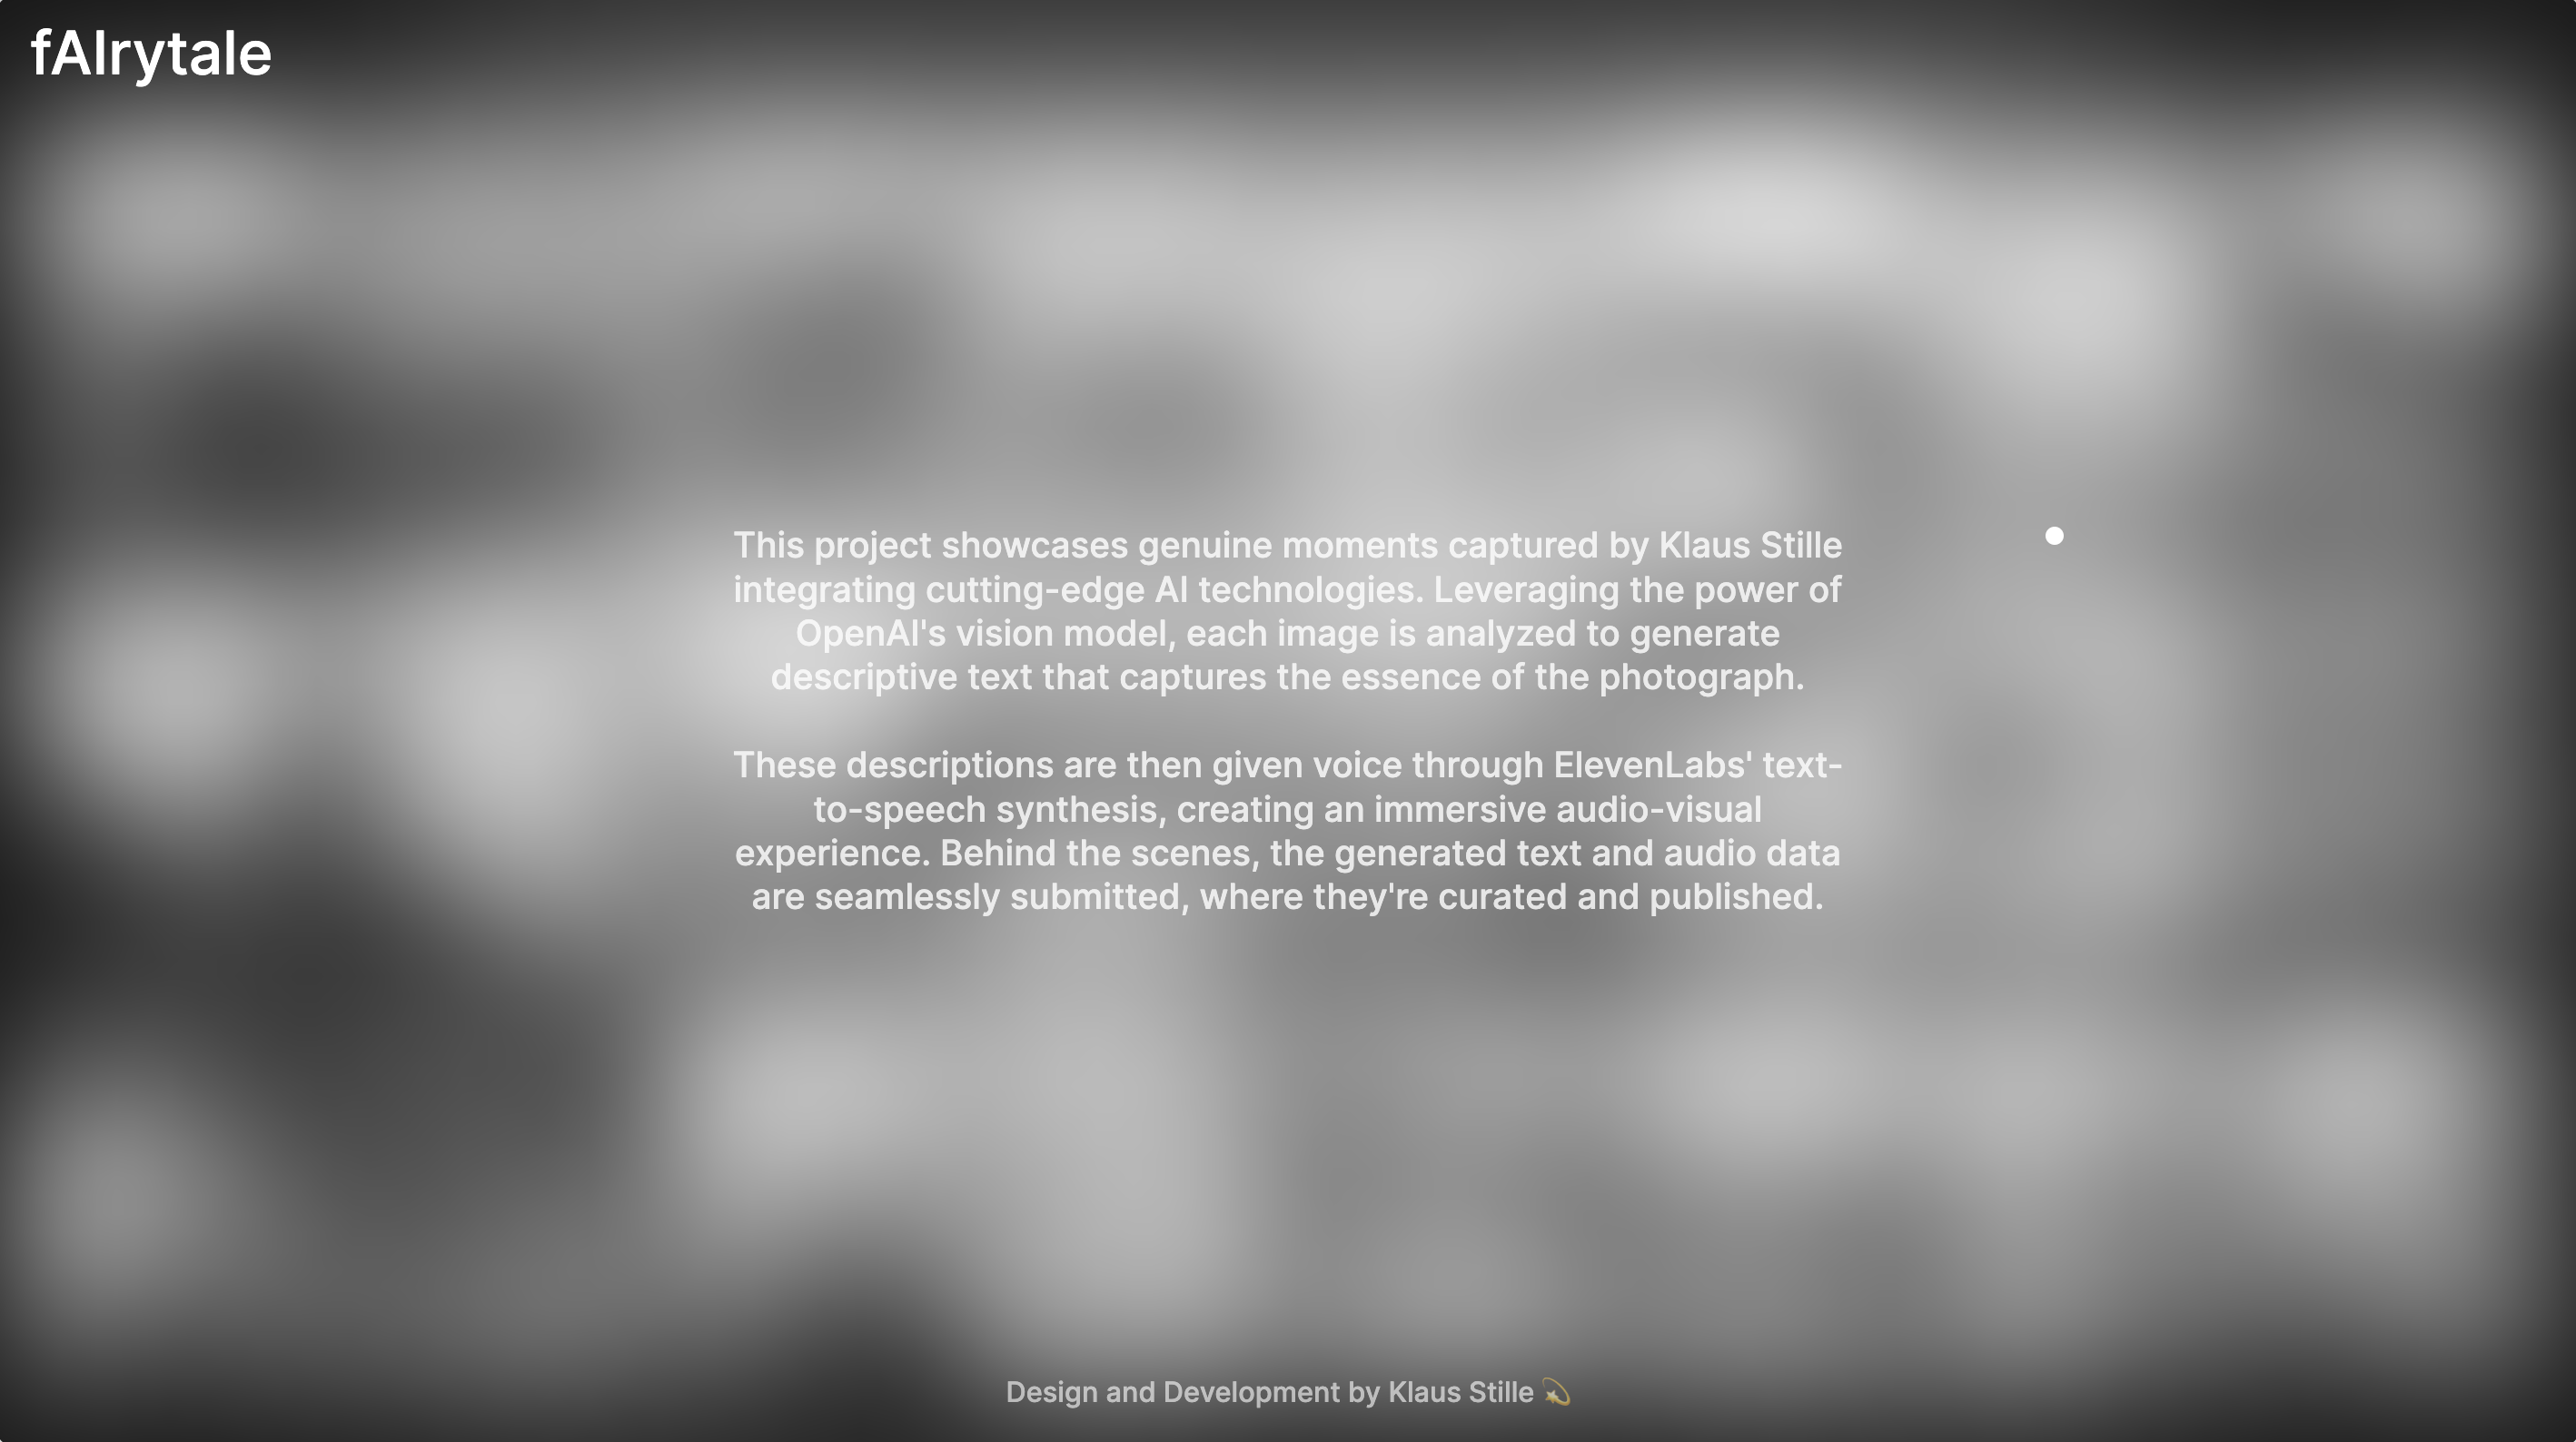 fAIrytale
This project showcases genuine moments captured by Klaus Stille
integrating cutting-edge AI technologies. Leveraging the power of
OpenAI's vision model, each image is analyzed to generate
descriptive text that captures the essence of the photograph.
These descriptions are then given voice through ElevenLabs' text-
to-speech synthesis, creating an immersive audio-visual
experience. Behind the scenes, the generated text and audio data
are seamlessly submitted, where they're curated and published.
Design and Development by Klaus Stille 💫